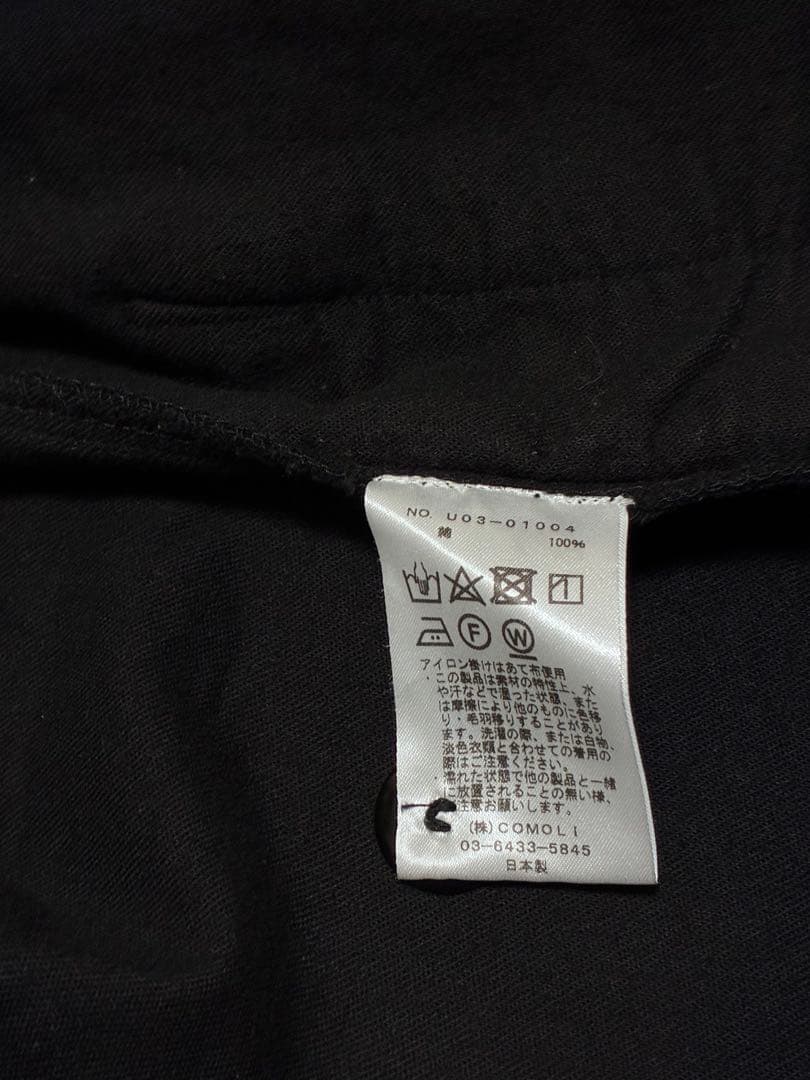 NO. U03-01004
綿 100%
F W
アイロン掛けはあて布使用
・この製品は素材の特性上、水
や汗などで湿った状態、また
は摩擦により他のものに色移
り・毛羽移りすることがあり
ます。洗濯の際、または白物、
淡色衣類と合わせての着用の
際はご注意ください。
・濡れた状態で他の製品と一緒
に放置されることの無い様、
注意お願いします。
(株)COMOLI
03-6433-5845
日本製